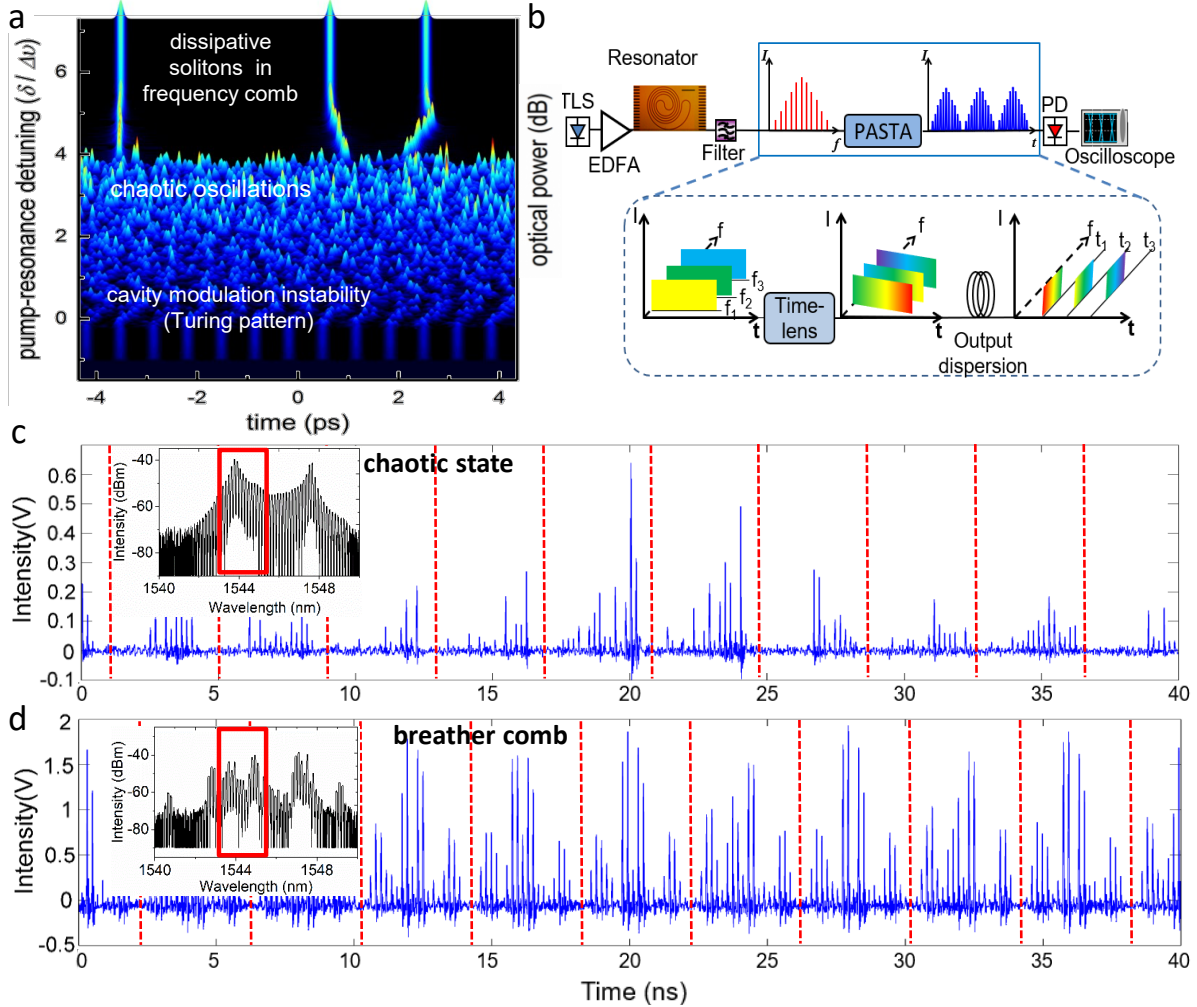 a
dissipative
solitons in
frequency comb
chaotic oscillations
cavity modulation instability
(Turing pattern)
pump-resonance detuning (δ / Δυ)
6
4
2
0
-4
-2
0
2
4
time (ps)
optical power (dB)
b
Resonator
TLS
EDFA
Filter
I
f
PASTA
I
t
PD
Oscilloscope
I
f
f3
f2
f1
t
Time-
lens
I
f
t
Output
dispersion
I
f
t1
t2
t3
t
c
chaotic state
Intensity(V)
0.6
0.5
0.4
0.3
0.2
0.1
0
-0.1
0
5
10
15
20
25
30
35
40
Intensity (dBm)
-40
-60
-80
1540
1544
1548
Wavelength (nm)
d
breather comb
Intensity(V)
2
1.5
1
0.5
0
-0.5
0
5
10
15
20
25
30
35
40
Time (ns)
Intensity (dBm)
-40
-60
-80
1540
1544
1548
Wavelength (nm)